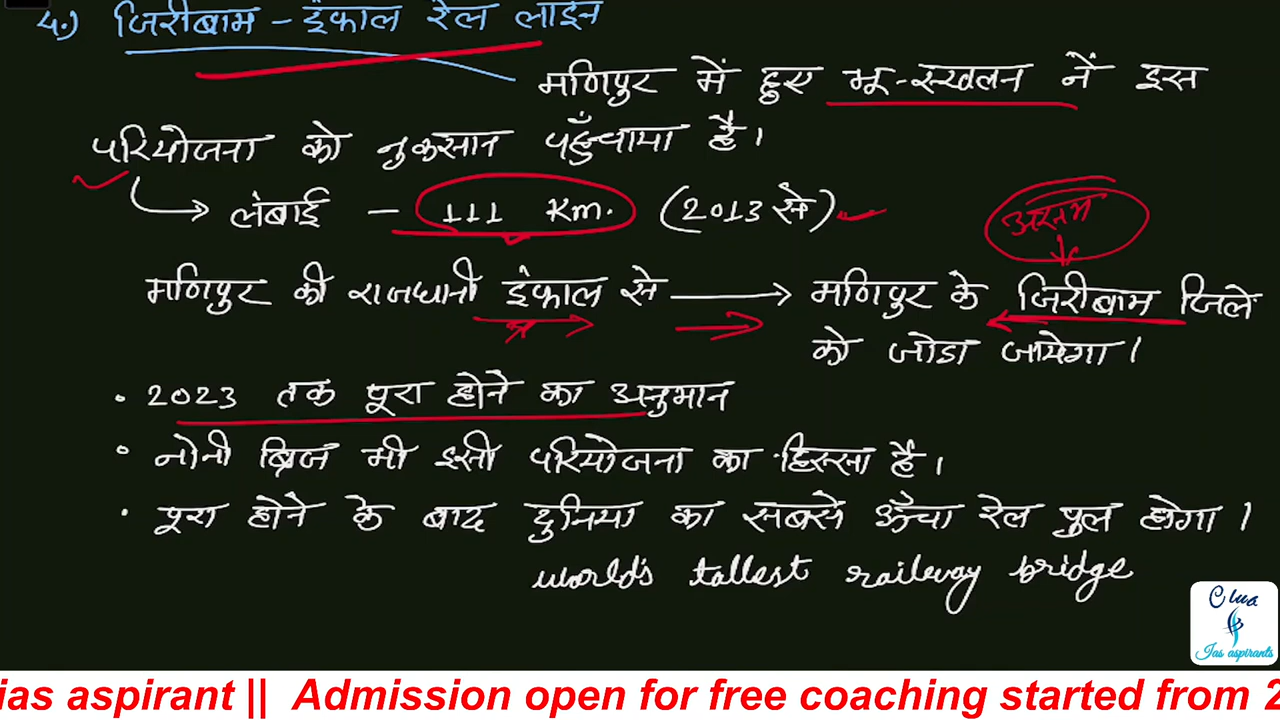 4.) जिरीबाम - इंफाल रेल लाइन
मणिपुर में हुए भू-स्खलन नें इस
परियोजना को नुकसान पहुँचाया है।
लंबाई - 111 Km. (2013 से)
असम
मणिपुर की राजधानी इंफाल से → मणिपुर के जिरीबाम जिले
को जोडा जायेगा।
• 2023 तक पूरा होने का अनुमान
• नोनी ब्रिज भी इसी परियोजना का हिस्सा है।
• पूरा होने के बाद दुनिया का सबसे ऊँचा रेल पुल होगा।
world's tallest railway bridge
Clua
Ias aspirants
ias aspirant || Admission open for free coaching started from 2